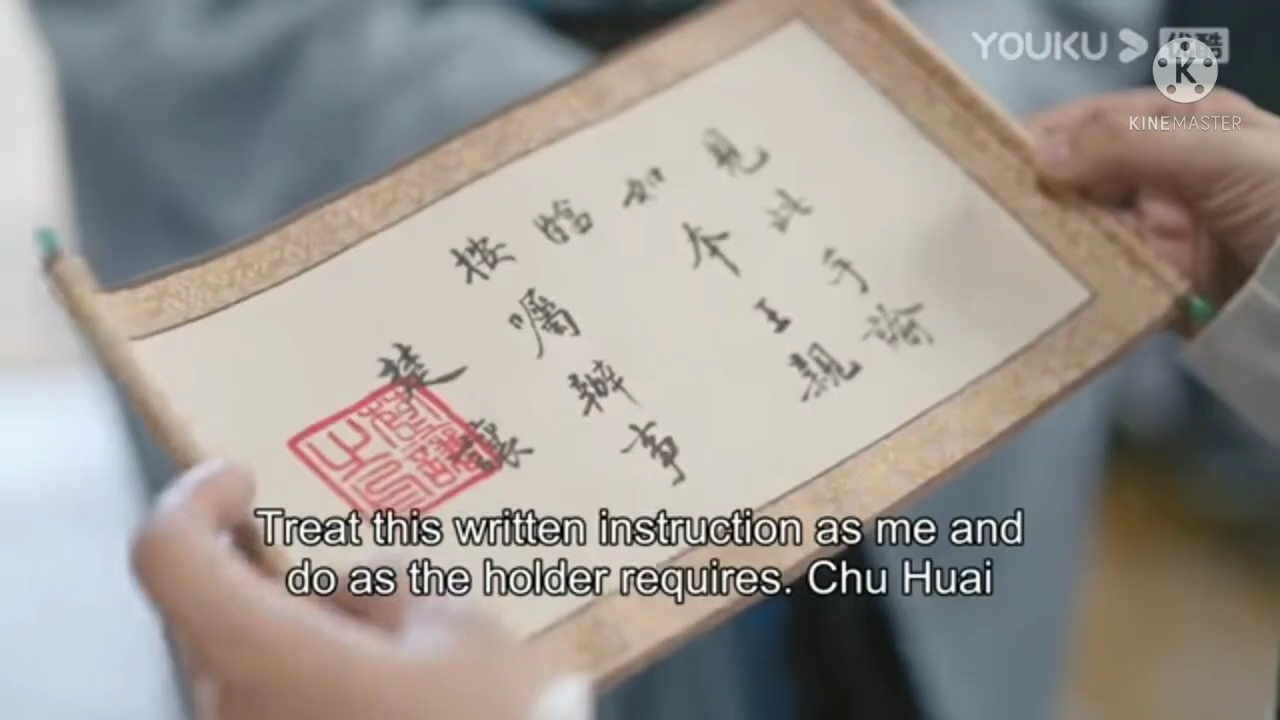 YOUKU
KINEMASTER
見此手諭
如本王親
臨
按囑辦事
楚懷
Treat this written instruction as me and
do as the holder requires. Chu Huai